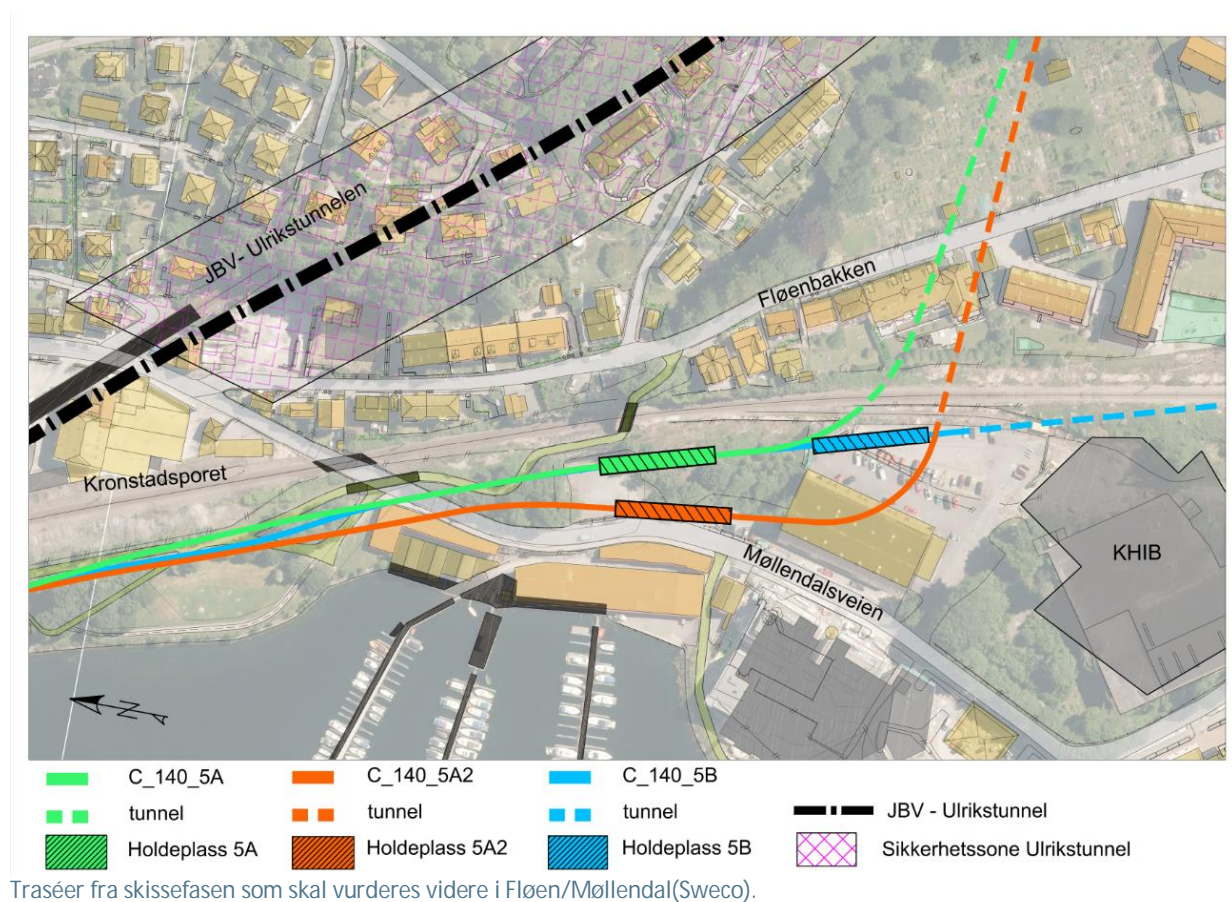 JBV- Ulrikstunnelen
Fløenbakken
Kronstadsporet
Møllendalsveien
KHIB
N
C_140_5A
tunnel
Holdeplass 5A
C_140_5A2
tunnel
Holdeplass 5A2
C_140_5B
tunnel
Holdeplass 5B
JBV - Ulrikstunnel
Sikkerhetssone Ulrikstunnel
Traséer fra skissefasen som skal vurderes videre i Fløen/Møllendal(Sweco).